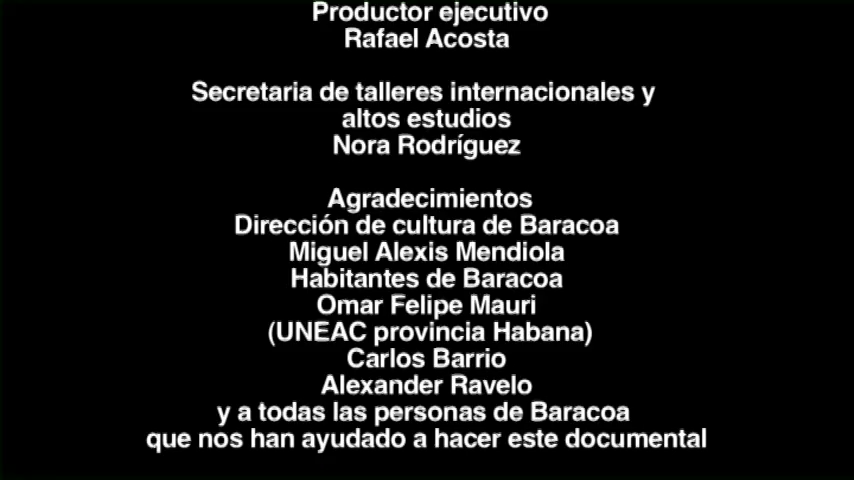 Productor ejecutivo
Rafael Acosta
Secretaria de talleres internacionales y
altos estudios
Nora Rodríguez
Agradecimientos
Dirección de cultura de Baracoa
Miguel Alexis Mendiola
Habitantes de Baracoa
Omar Felipe Mauri
(UNEAC provincia Habana)
Carlos Barrio
Alexander Ravelo
y a todas las personas de Baracoa
que nos han ayudado a hacer este documental